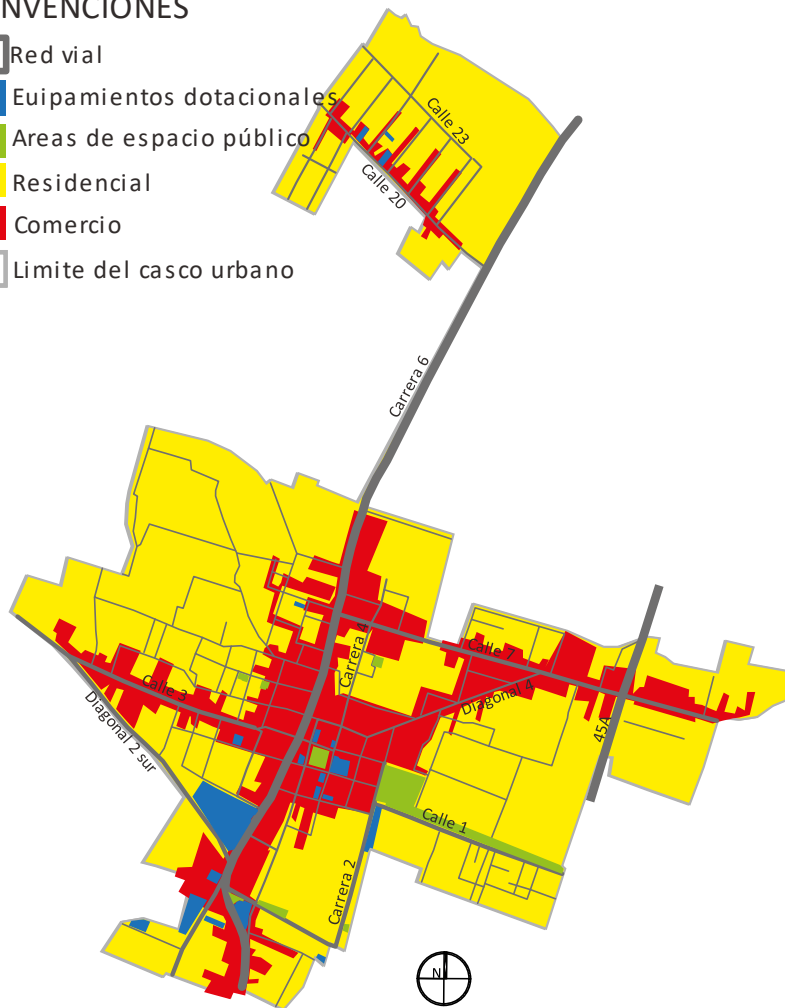 NVENCIONES
Red vial
Euipamientos dotacionales
Areas de espacio público
Residencial
Comercio
Limite del casco urbano
Calle 23
Calle 20
Carrera 6
Carrera 4
Calle 7
Calle 3
Diagonal 4
Diagonal 2 sur
45A
Calle 1
Carrera 2
N